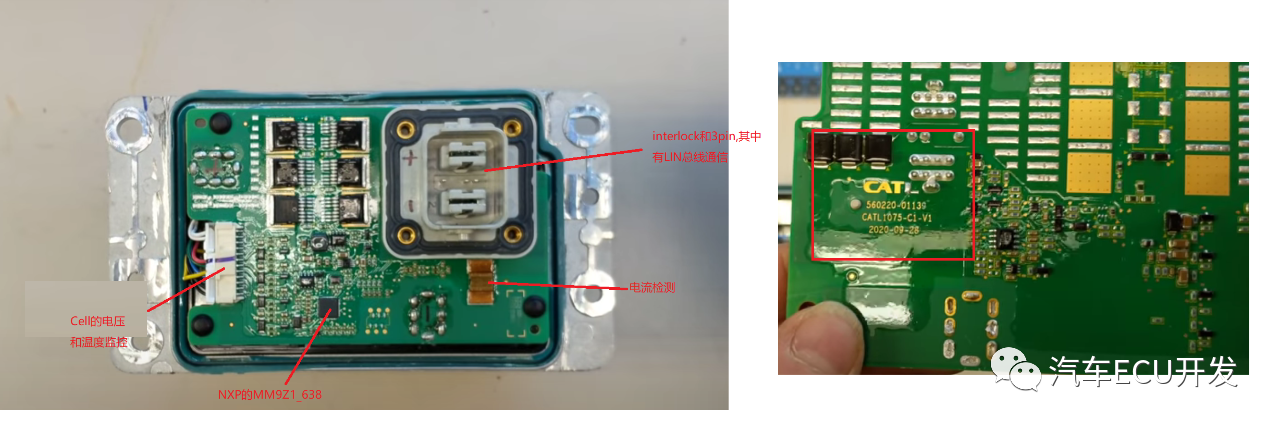 interlock和3pin,其中
有LIN总线通信
+
-
电流检测
Cell的电压
和温度监控
NXP的MM9Z1_638
CATL
560220-01139
CATL1075-C1-V1
2020-09-28
汽车ECU开发